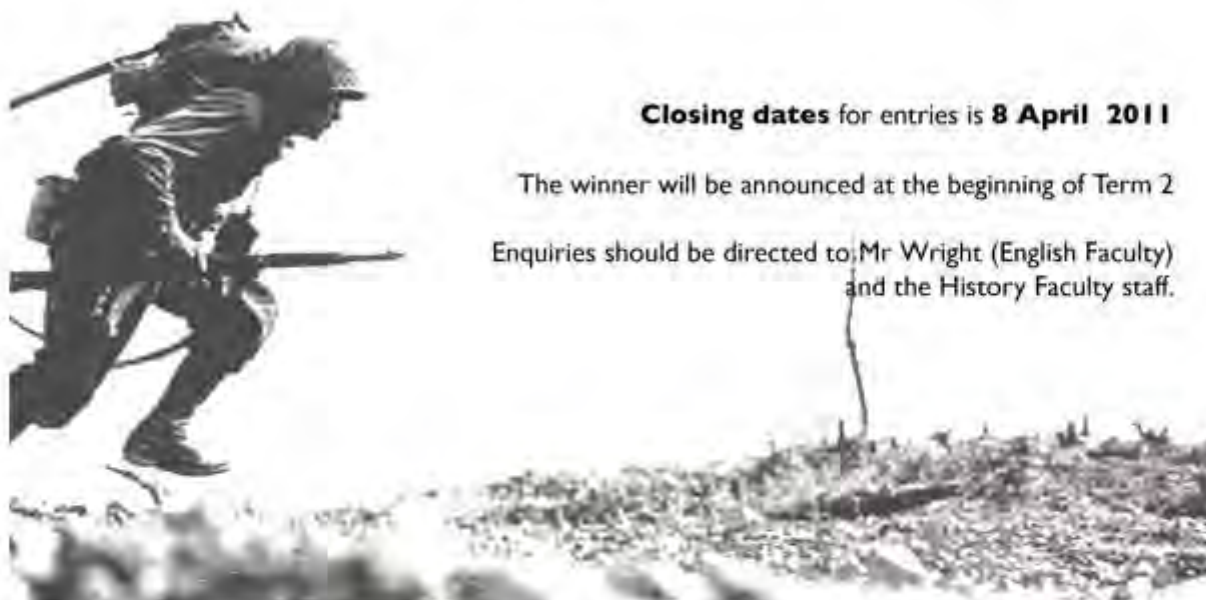 Closing dates for entries is 8 April 2011
The winner will be announced at the beginning of Term 2
Enquiries should be directed to Mr Wright (English Faculty)
and the History Faculty staff.